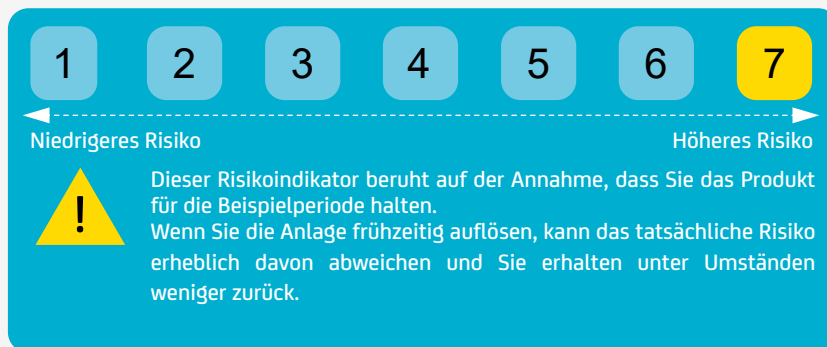 1 2 3 4 5 6 7
Niedrigeres Risiko Höheres Risiko
! Dieser Risikoindikator beruht auf der Annahme, dass Sie das Produkt
für die Beispielperiode halten.
Wenn Sie die Anlage frühzeitig auflösen, kann das tatsächliche Risiko
erheblich davon abweichen und Sie erhalten unter Umständen
weniger zurück.